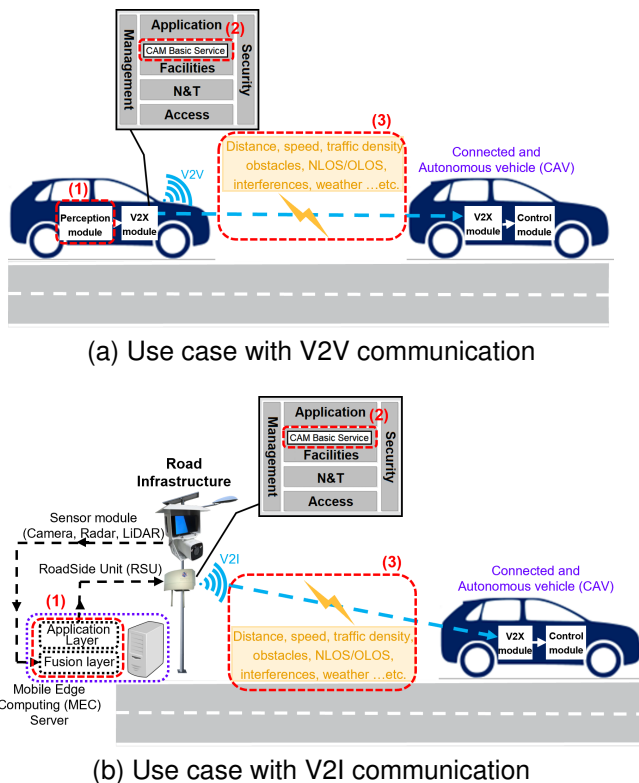 Application
(2)
CAM Basic Service
Facilities
N&T
Access
Management
Security
(3)
Distance, speed, traffic density
obstacles, NLOS/OLOS,
interferences, weather ...etc.
Connected and
Autonomous vehicle (CAV)
(1)
V2V
Perception
module
V2X
module
V2X
module
Control
module
(a) Use case with V2V communication
Application
(2)
CAM Basic Service
Facilities
N&T
Access
Management
Security
Road
Infrastructure
Sensor module
(Camera, Radar, LiDAR)
RoadSide Unit (RSU)
V2I
(3)
Connected and
Autonomous vehicle (CAV)
(1)
Application
Layer
Fusion layer
Mobile Edge
Computing (MEC)
Server
Distance, speed, traffic density,
obstacles, NLOS/OLOS,
interferences, weather ...etc.
V2X
module
Control
module
(b) Use case with V2I communication